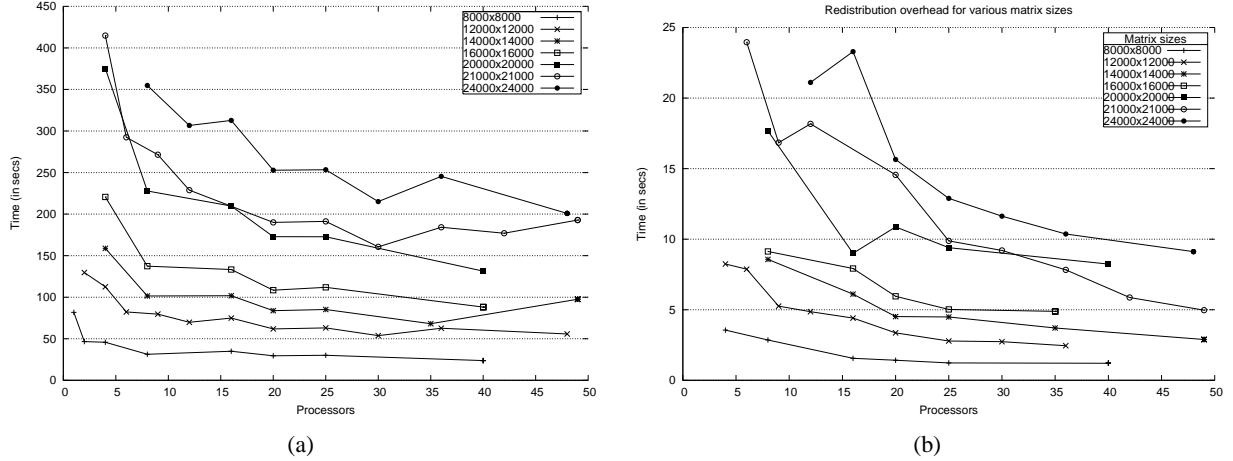 450
400
350
300
250
200
150
100
50
0
Time (in secs)
0 5 10 15 20 25 30 35 40 45 50
Processors
8000x8000
12000x12000
14000x14000
16000x16000
20000x20000
21000x21000
24000x24000
(a)
Redistribution overhead for various matrix sizes
25
20
15
10
5
0
Time (in secs)
0 5 10 15 20 25 30 35 40 45 50
Processors
Matrix sizes
8000x8000
12000x12000
14000x14000
16000x16000
20000x20000
21000x21000
24000x24000
(b)